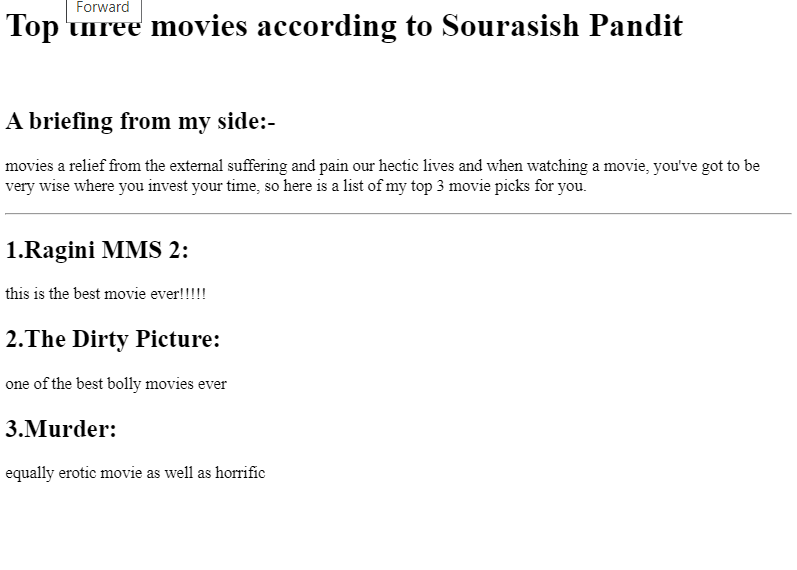 Forward
Top three movies according to Sourasish Pandit
A briefing from my side:-
movies a relief from the external suffering and pain our hectic lives and when watching a movie, you've got to be
very wise where you invest your time, so here is a list of my top 3 movie picks for you.
1.Ragini MMS 2:
this is the best movie ever!!!!!
2.The Dirty Picture:
one of the best bolly movies ever
3.Murder:
equally erotic movie as well as horrific